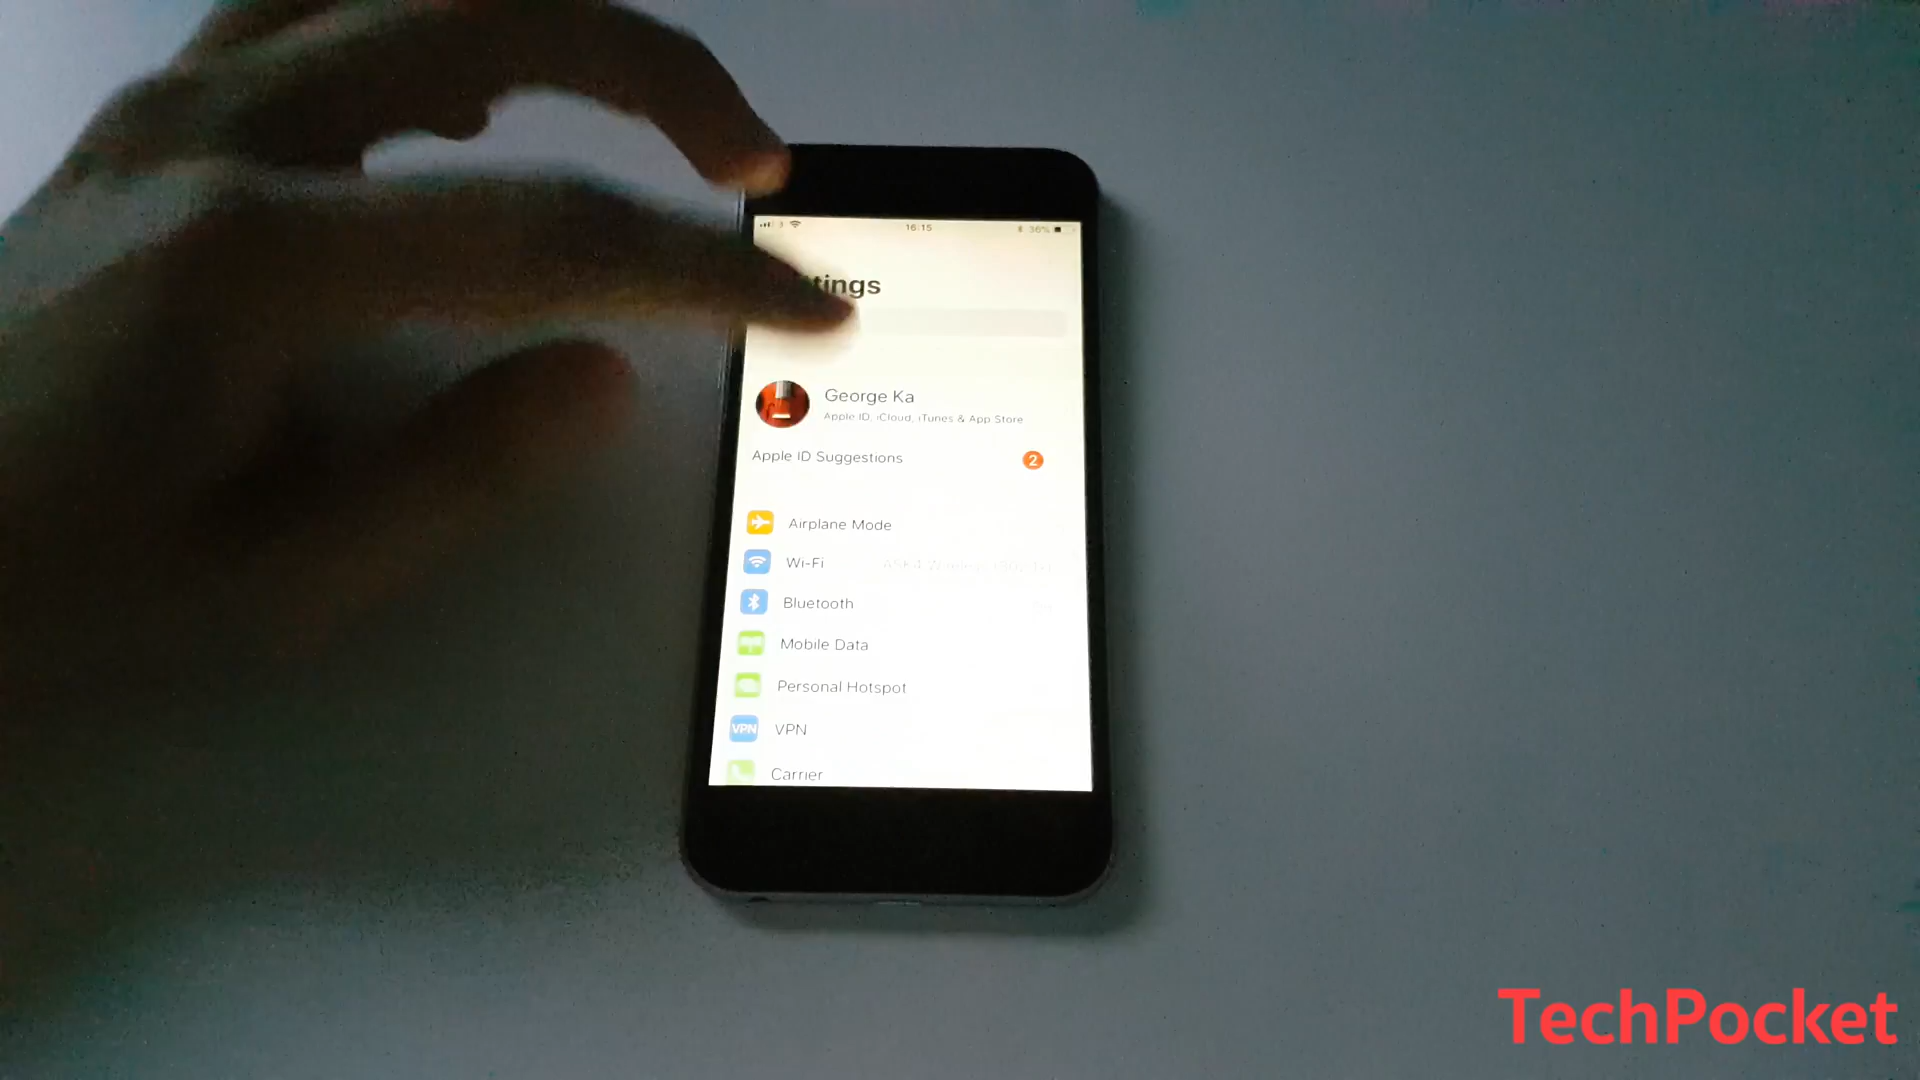 16:15
36%
tings
George Ka
Apple ID, iCloud, iTunes & App Store
Apple ID Suggestions
2
Airplane Mode
Wi-Fi
Bluetooth
Mobile Data
Personal Hotspot
VPN VPN
Carrier
TechPocket